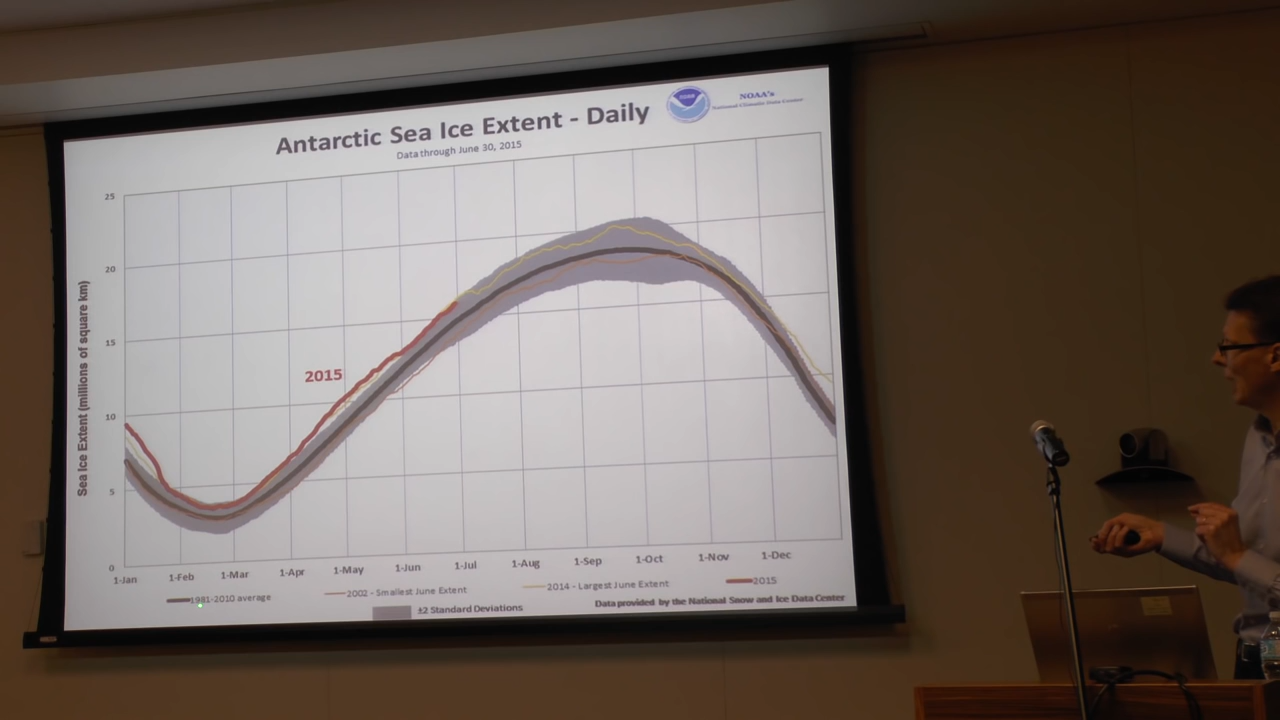 Antarctic Sea Ice Extent - Daily
Data through June 30, 2015
NOAA
NOAA's
National Climatic Data Center
Sea Ice Extent (millions of square km)
25
20
15
10
5
0
2015
1-Jan 1-Feb 1-Mar 1-Apr 1-May 1-Jun 1-Jul 1-Aug 1-Sep 1-Oct 1-Nov 1-Dec
1981-2010 average 2002 - Smallest June Extent 2014 - Largest June Extent 2015
±2 Standard Deviations
Data provided by the National Snow and Ice Data Center